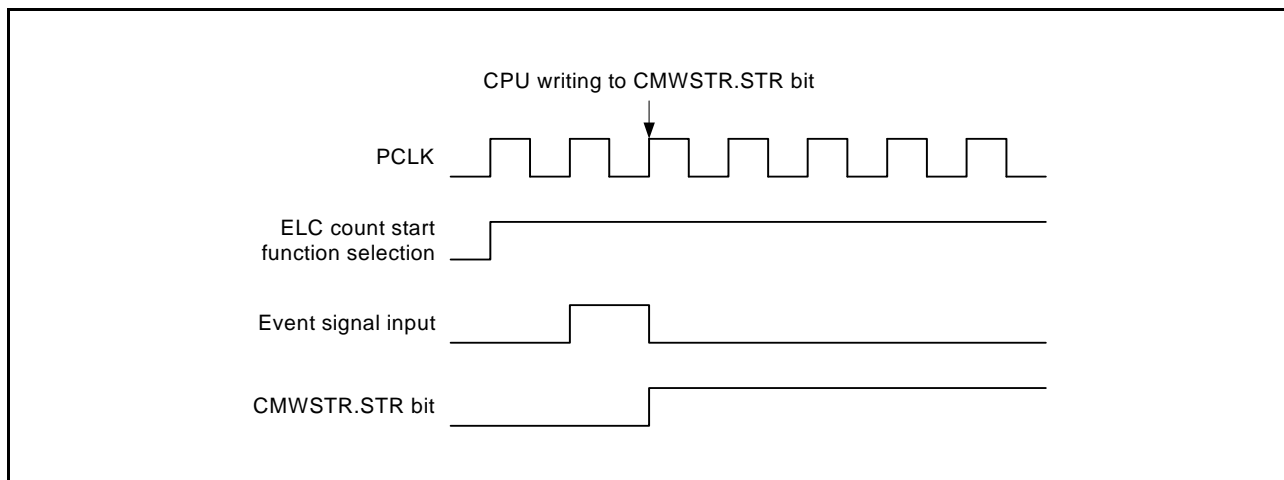 CPU writing to CMWSTR.STR bit
PCLK
ELC count start
function selection
Event signal input
CMWSTR.STR bit